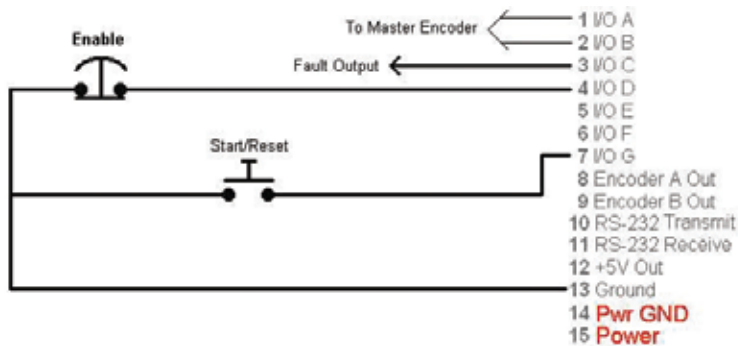 Enable
To Master Encoder
Fault Output
Start/Reset
1 I/O A
2 I/O B
3 I/O C
4 I/O D
5 I/O E
6 I/O F
7 I/O G
8 Encoder A Out
9 Encoder B Out
10 RS-232 Transmit
11 RS-232 Receive
12 +5V Out
13 Ground
14 Pwr GND
15 Power